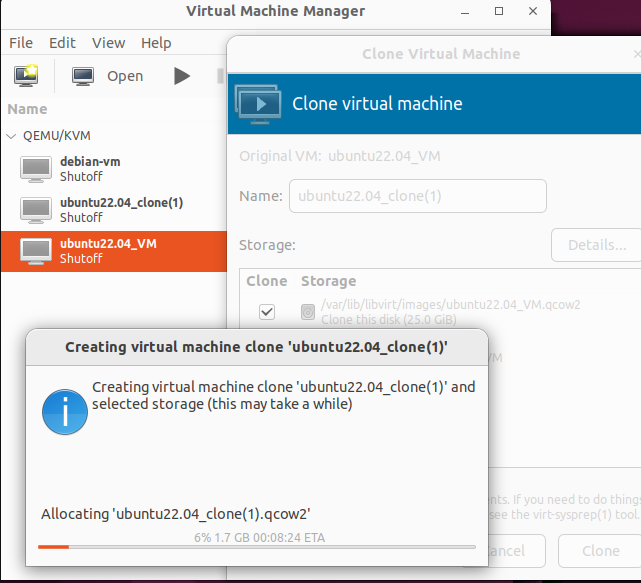 Virtual Machine Manager
File Edit View Help
Open
Name
QEMU/KVM
debian-vm
Shutoff
ubuntu22.04_clone(1)
Shutoff
ubuntu22.04_VM
Shutoff
Clone Virtual Machine
Clone virtual machine
Original VM: ubuntu22.04_VM
Name: ubuntu22.04_clone(1)
Storage: Details...
Clone Storage
/var/lib/libvirt/images/ubuntu22.04_VM.qcow2
Clone this disk (25.0 GiB)
VM
ents. If you need to do things
see the virt-sysprep(1) tool.
ancel Clone
Creating virtual machine clone 'ubuntu22.04_clone(1)'
Creating virtual machine clone 'ubuntu22.04_clone(1)' and
selected storage (this may take a while)
Allocating 'ubuntu22.04_clone(1).qcow2'
6% 1.7 GB 00:08:24 ETA